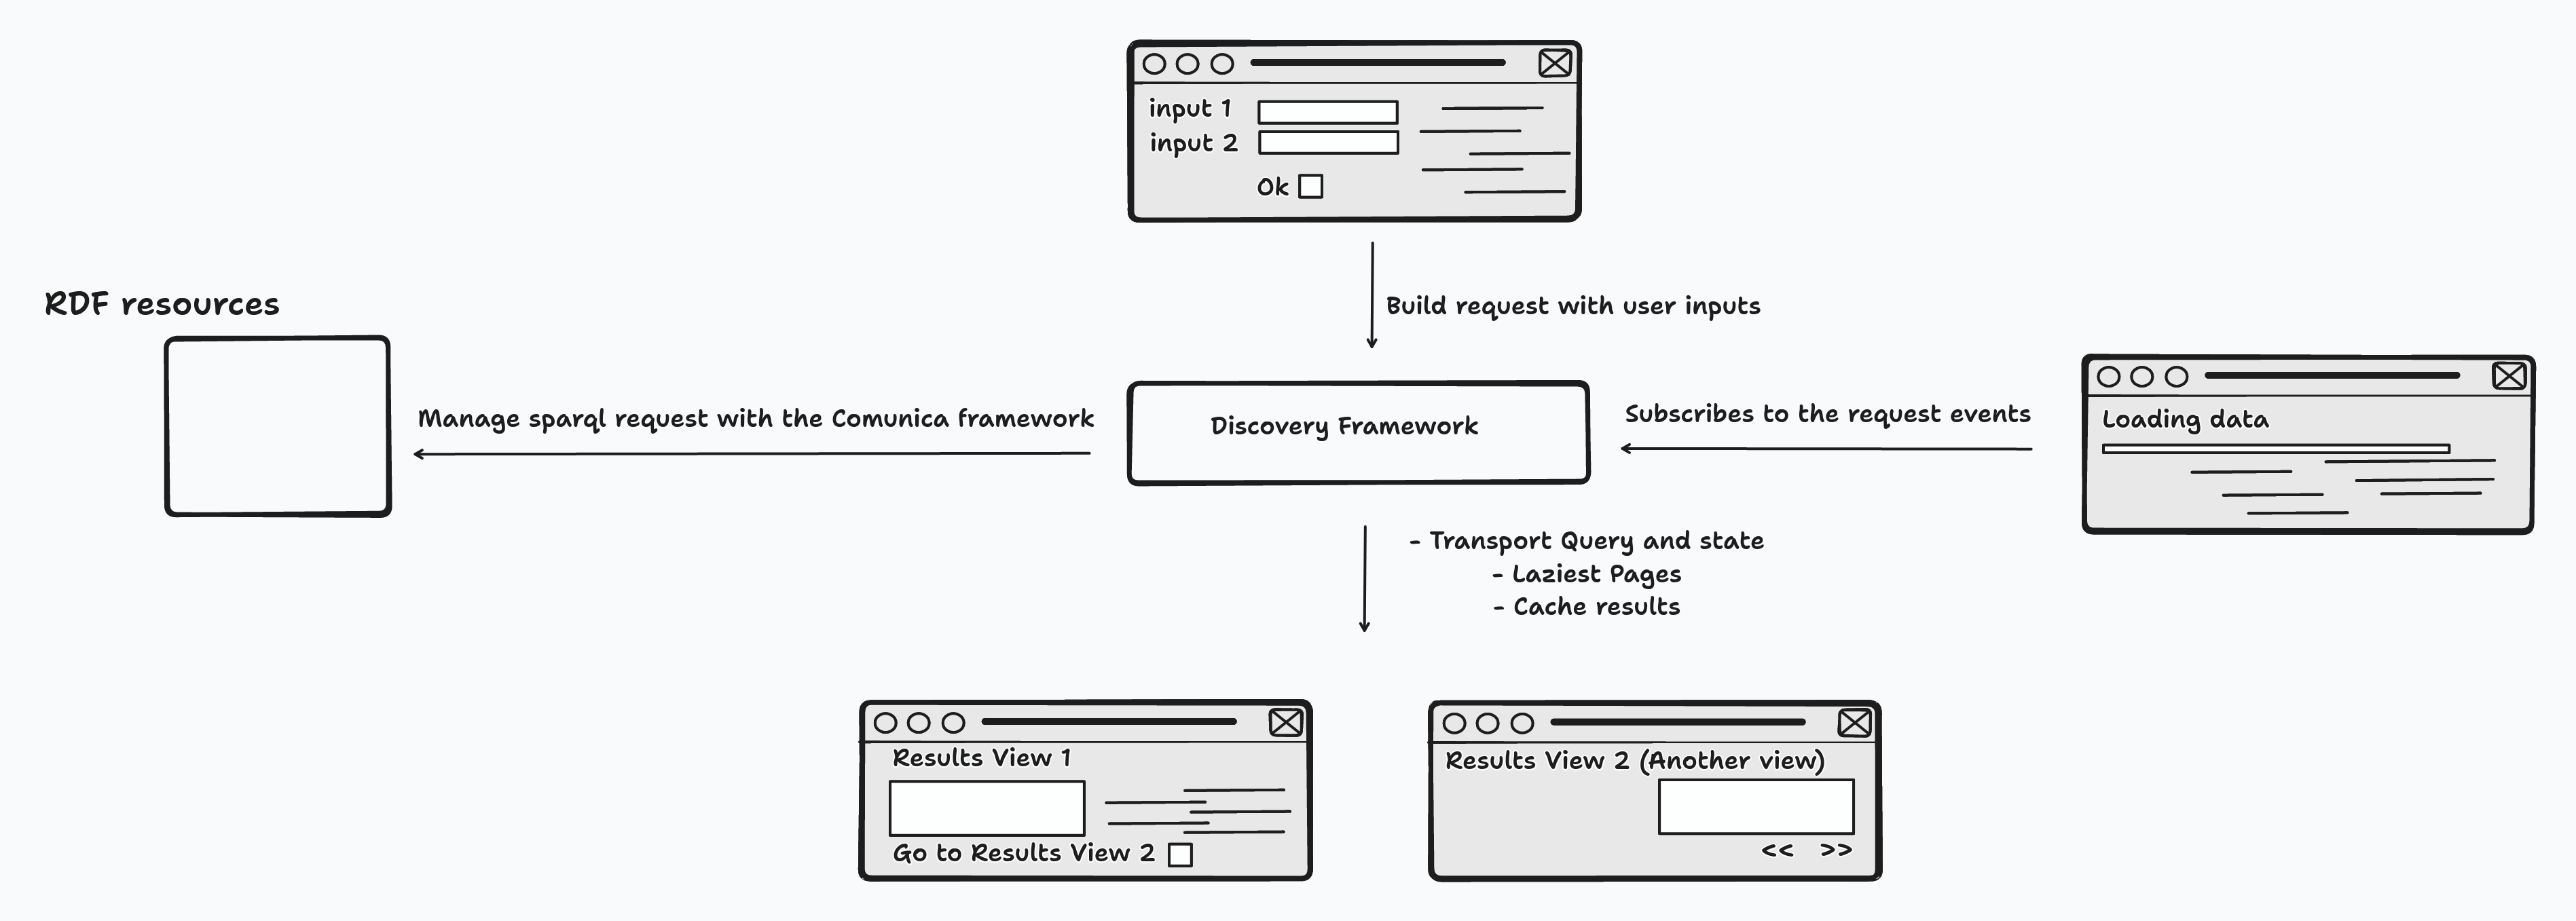 input 1
input 2
Ok
Build request with user inputs
RDF resources
Manage sparql request with the Comunica framework
Discovery Framework
Subscribes to the request events
Loading data
- Transport Query and state
- Laziest Pages
- Cache results
Results View 1
Go to Results View 2
Results View 2 (Another view)
<< >>